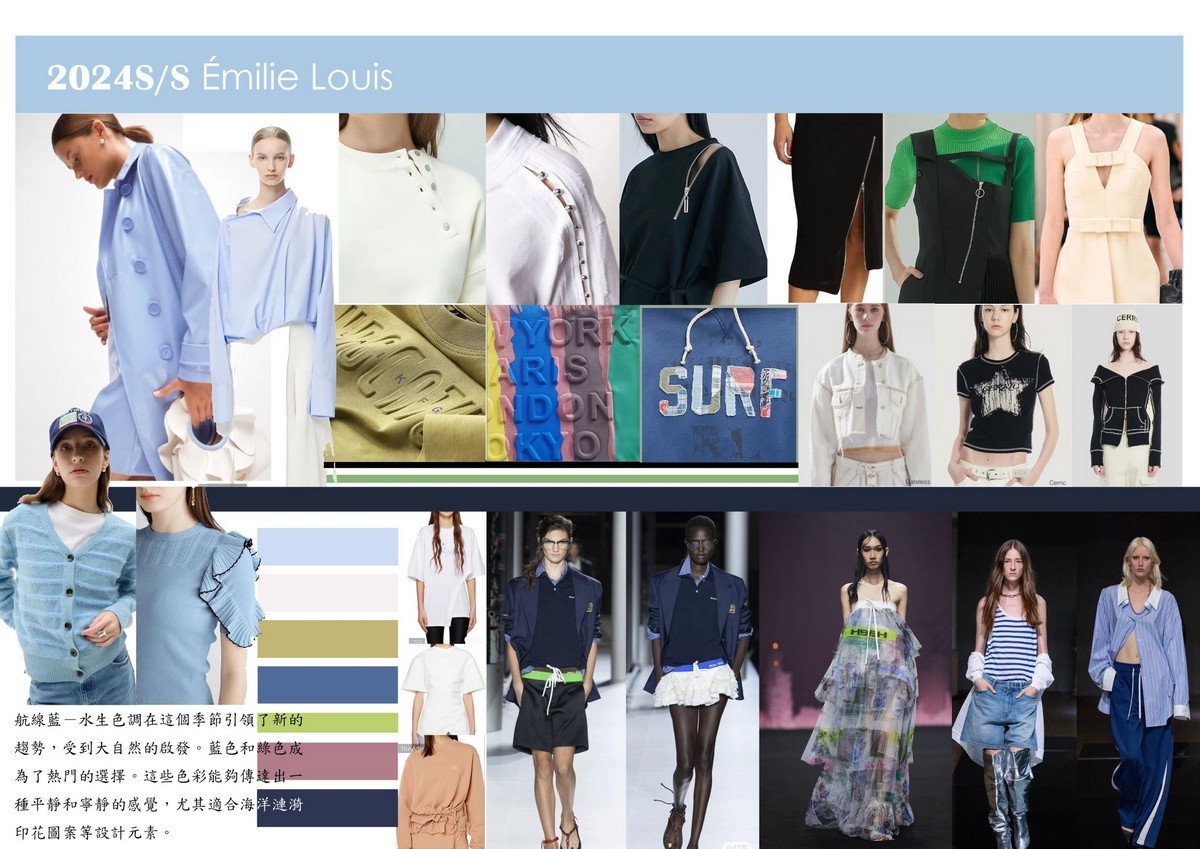 2024S/S Émilie Louis
YORK
ARIS
NDON
OKYO
SURF
RL
CERR
Cateless
Cerric
航線藍－水生色調在這個季節引領了新的
趨勢，受到大自然的啟發。藍色和綠色成
為了熱門的選擇。這些色彩能夠傳達出一
種平靜和寧靜的感覺，尤其適合海洋漣漪
印花圖案等設計元素。